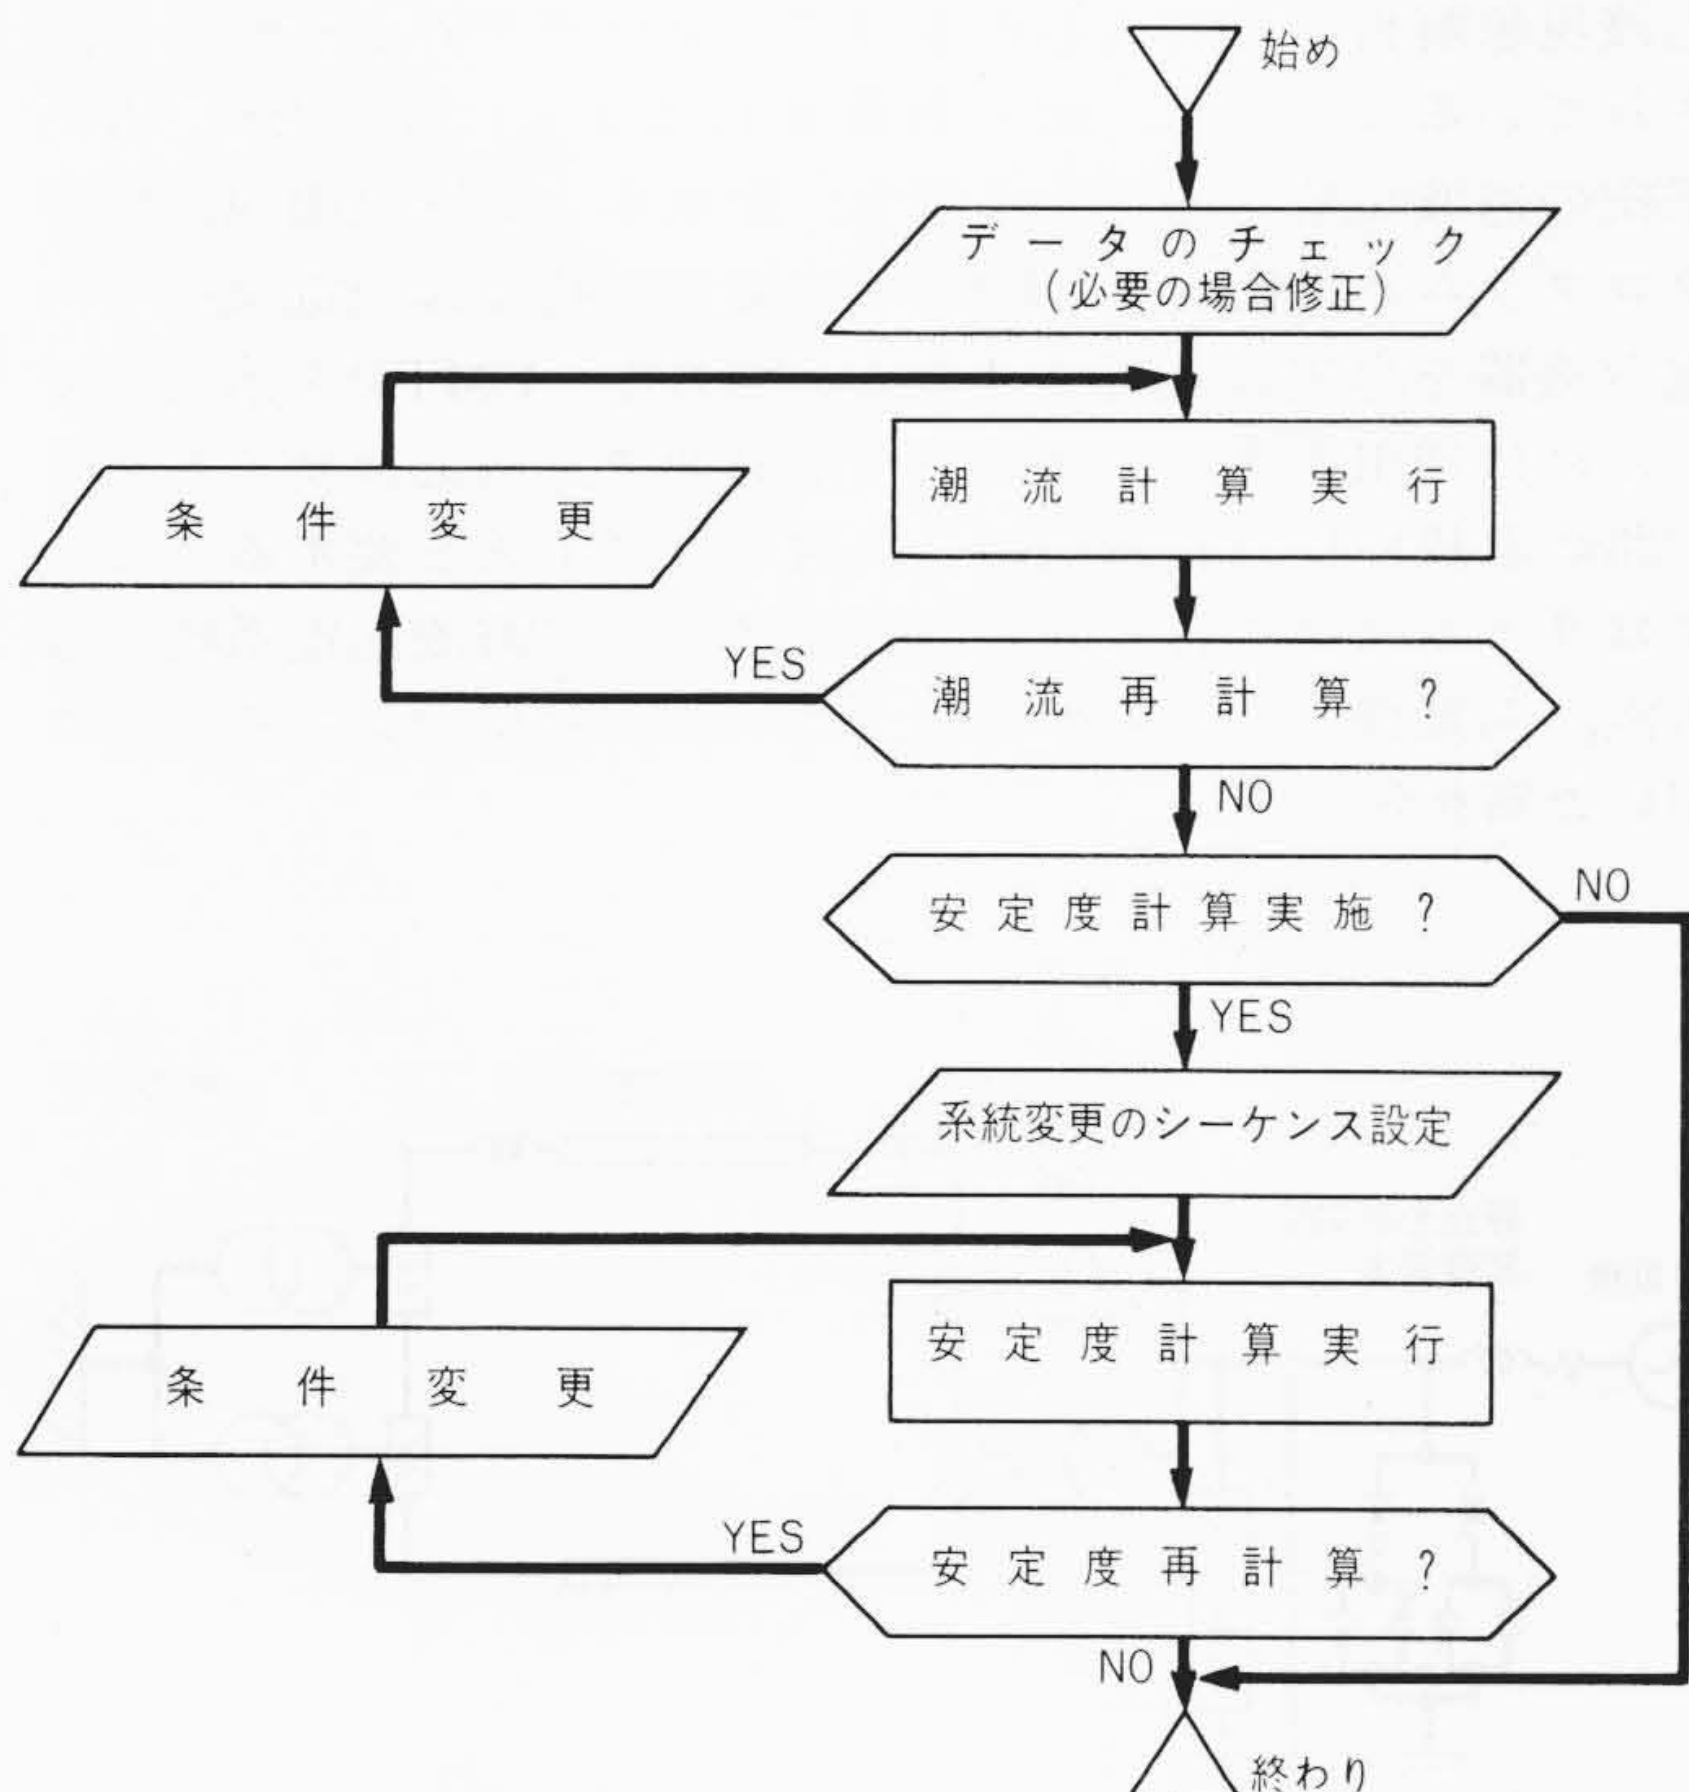 始め
データのチェック
(必要の場合修正)
潮流計算実行
条件変更
YES
潮流再計算?
NO
安定度計算実施?
NO
YES
系統変更のシーケンス設定
安定度計算実行
条件変更
YES
安定度再計算?
NO
終わり